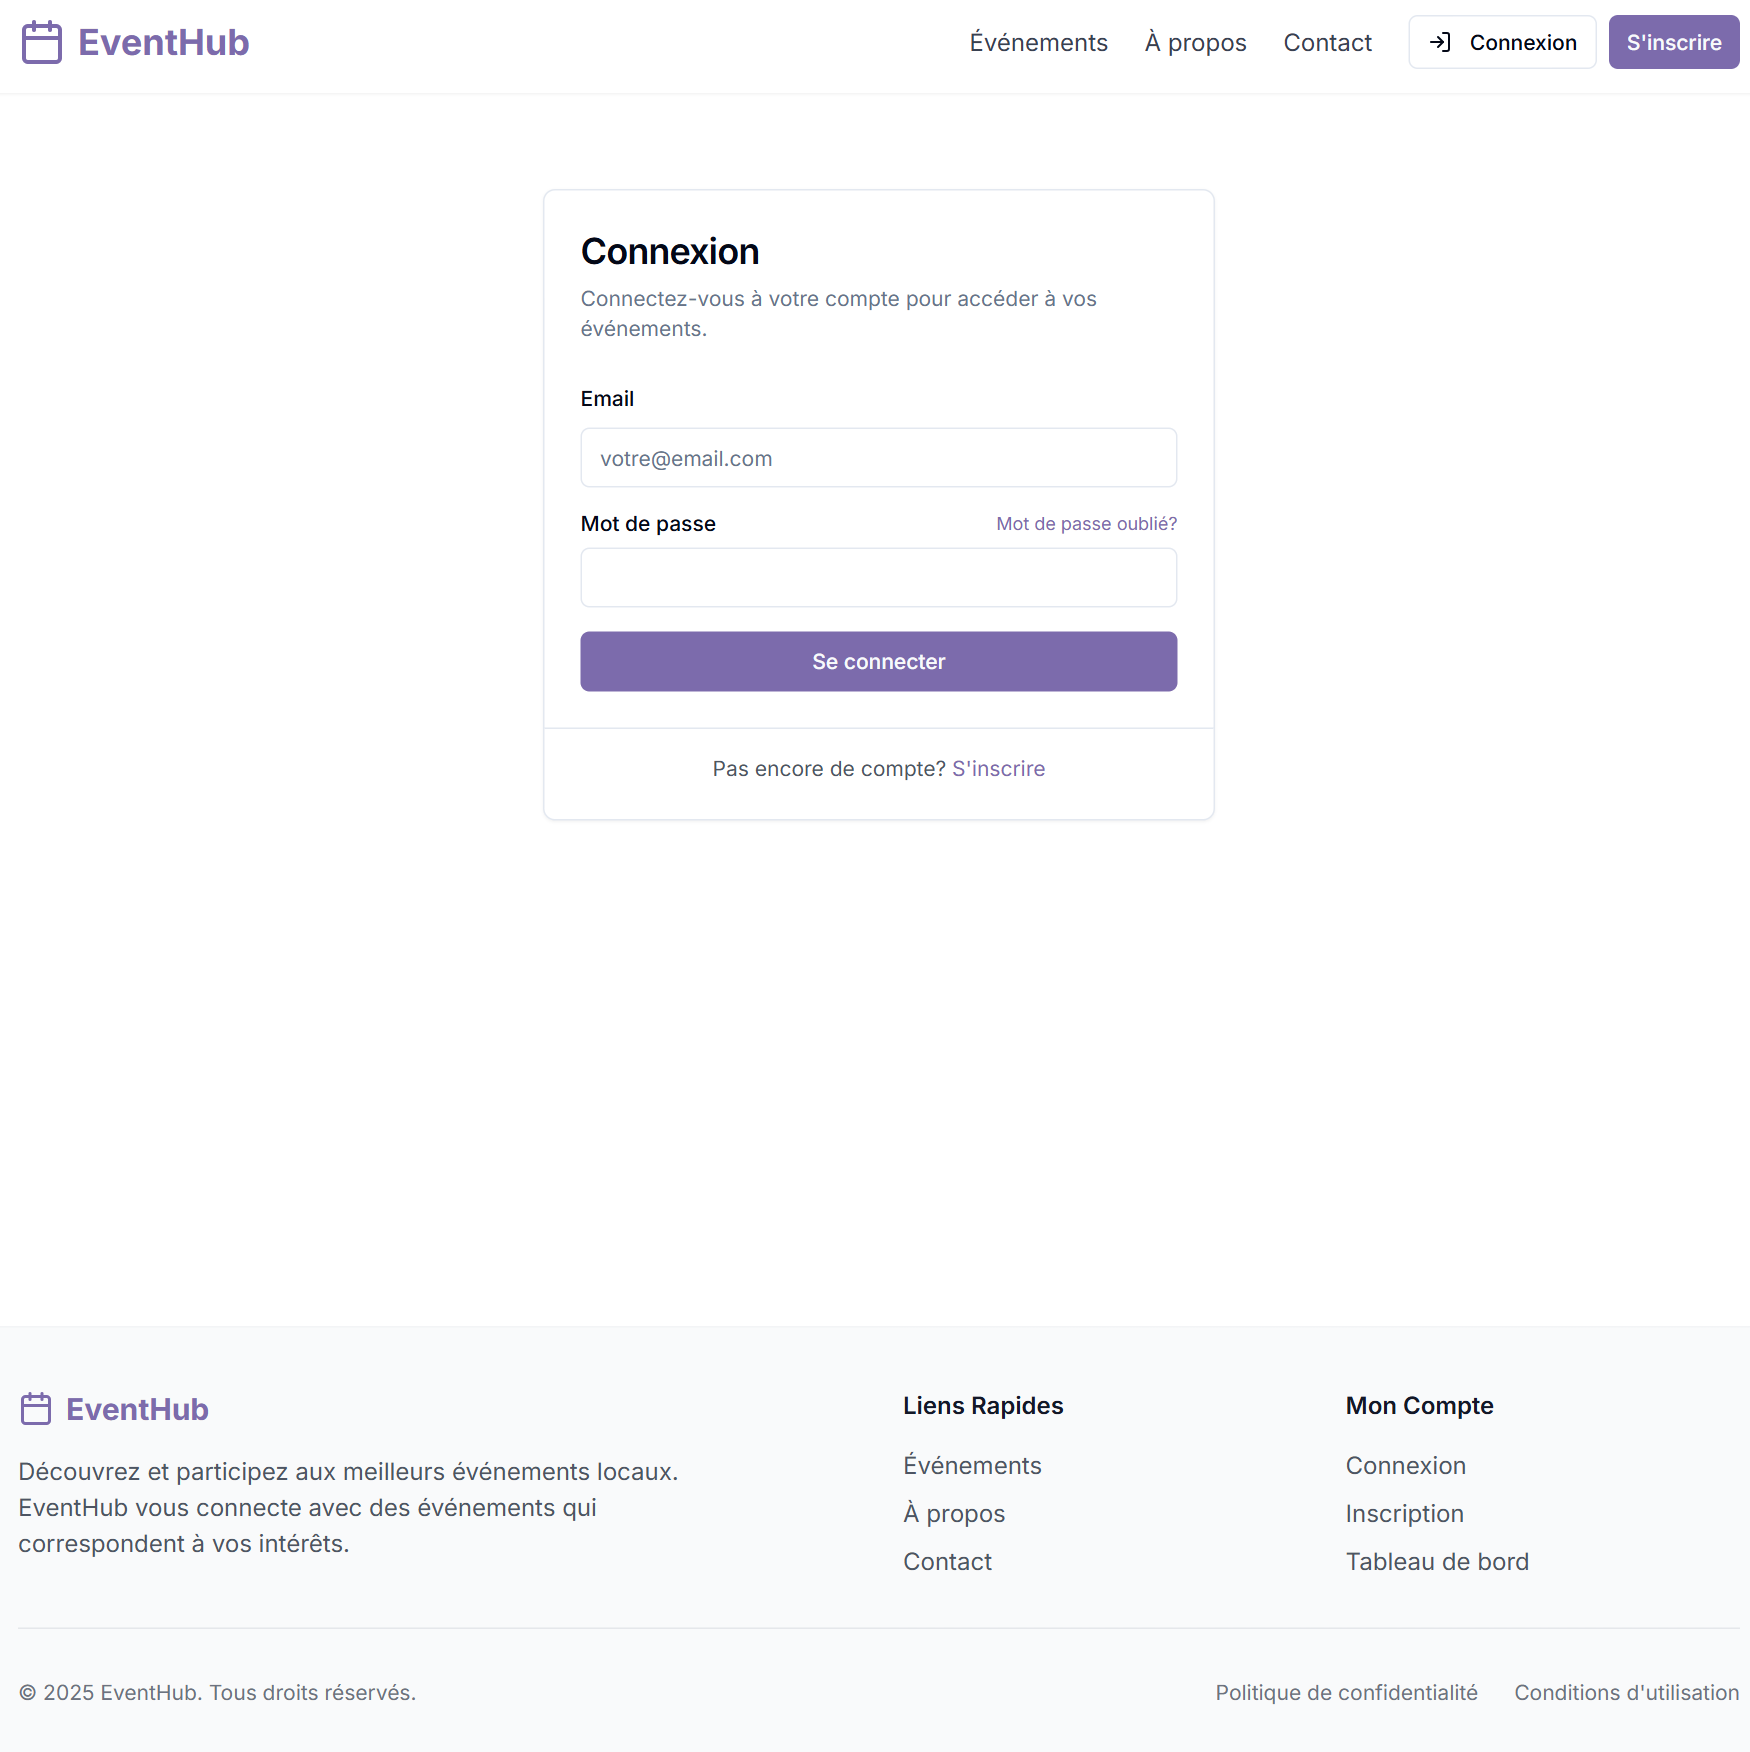 EventHub
Événements
À propos
Contact
Connexion
S'inscrire
Connexion
Connectez-vous à votre compte pour accéder à vos
événements.
Email
votre@email.com
Mot de passe
Mot de passe oublié?
Se connecter
Pas encore de compte? S'inscrire
EventHub
Découvrez et participez aux meilleurs événements locaux.
EventHub vous connecte avec des événements qui
correspondent à vos intérêts.
Liens Rapides
Événements
À propos
Contact
Mon Compte
Connexion
Inscription
Tableau de bord
© 2025 EventHub. Tous droits réservés.
Politique de confidentialité
Conditions d'utilisation